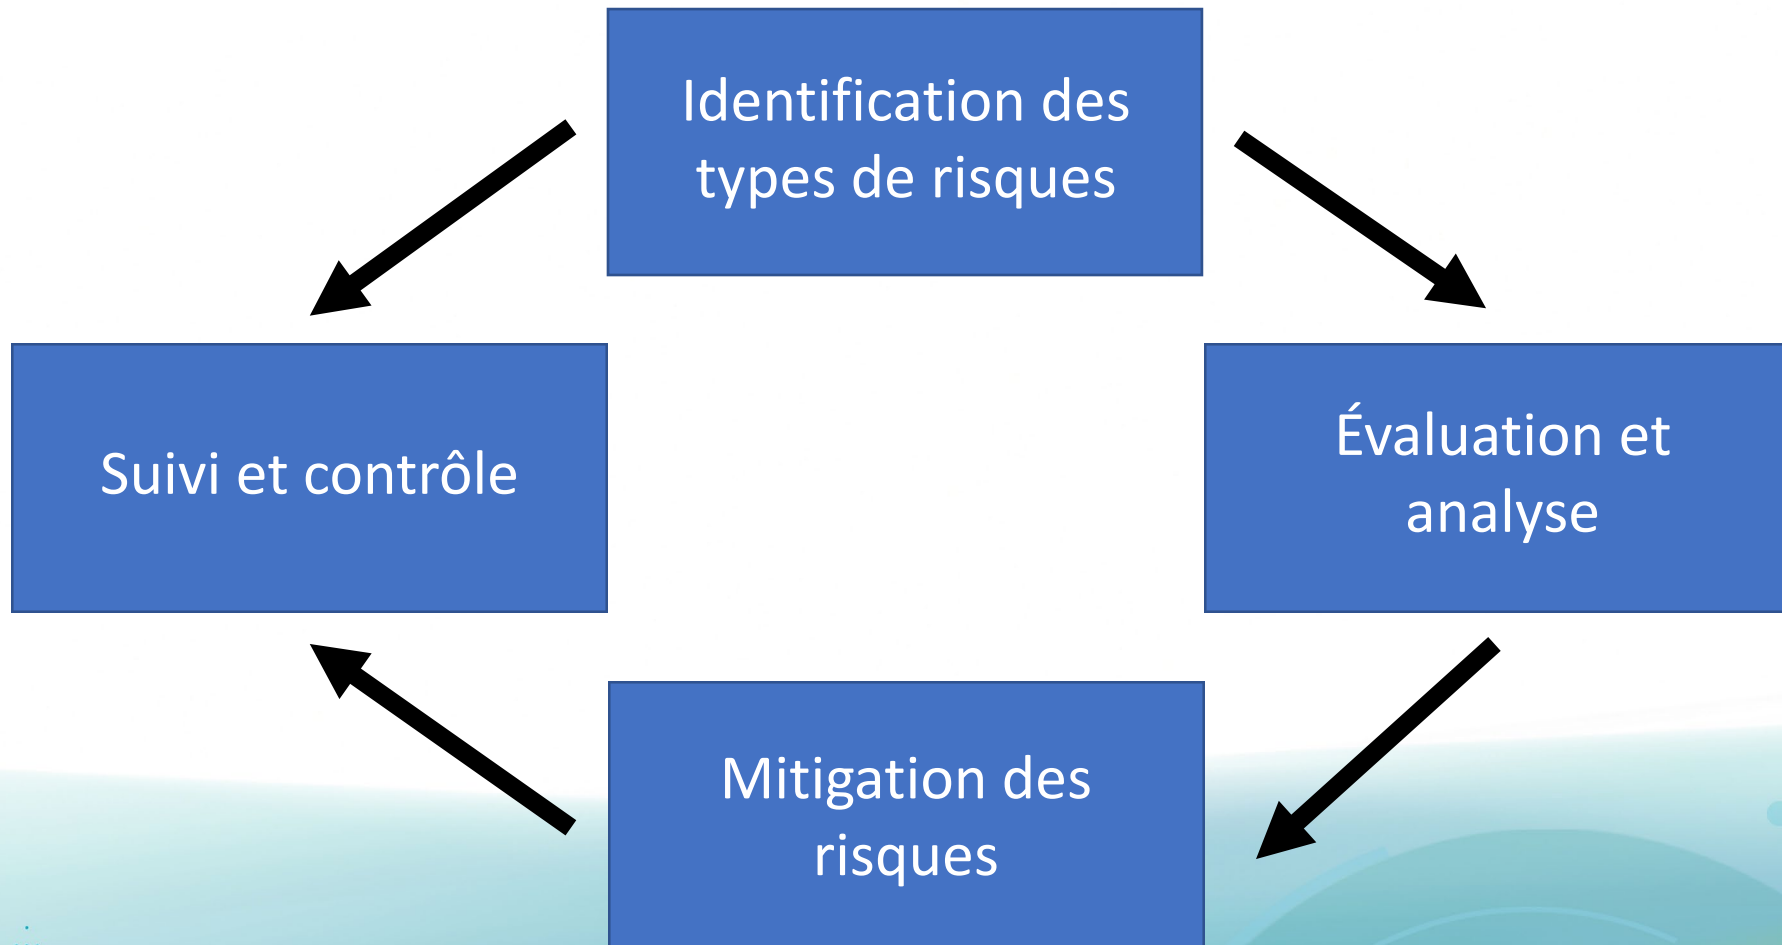 Identification des
types de risques
Suivi et contrôle
Évaluation et
analyse
Mitigation des
risques